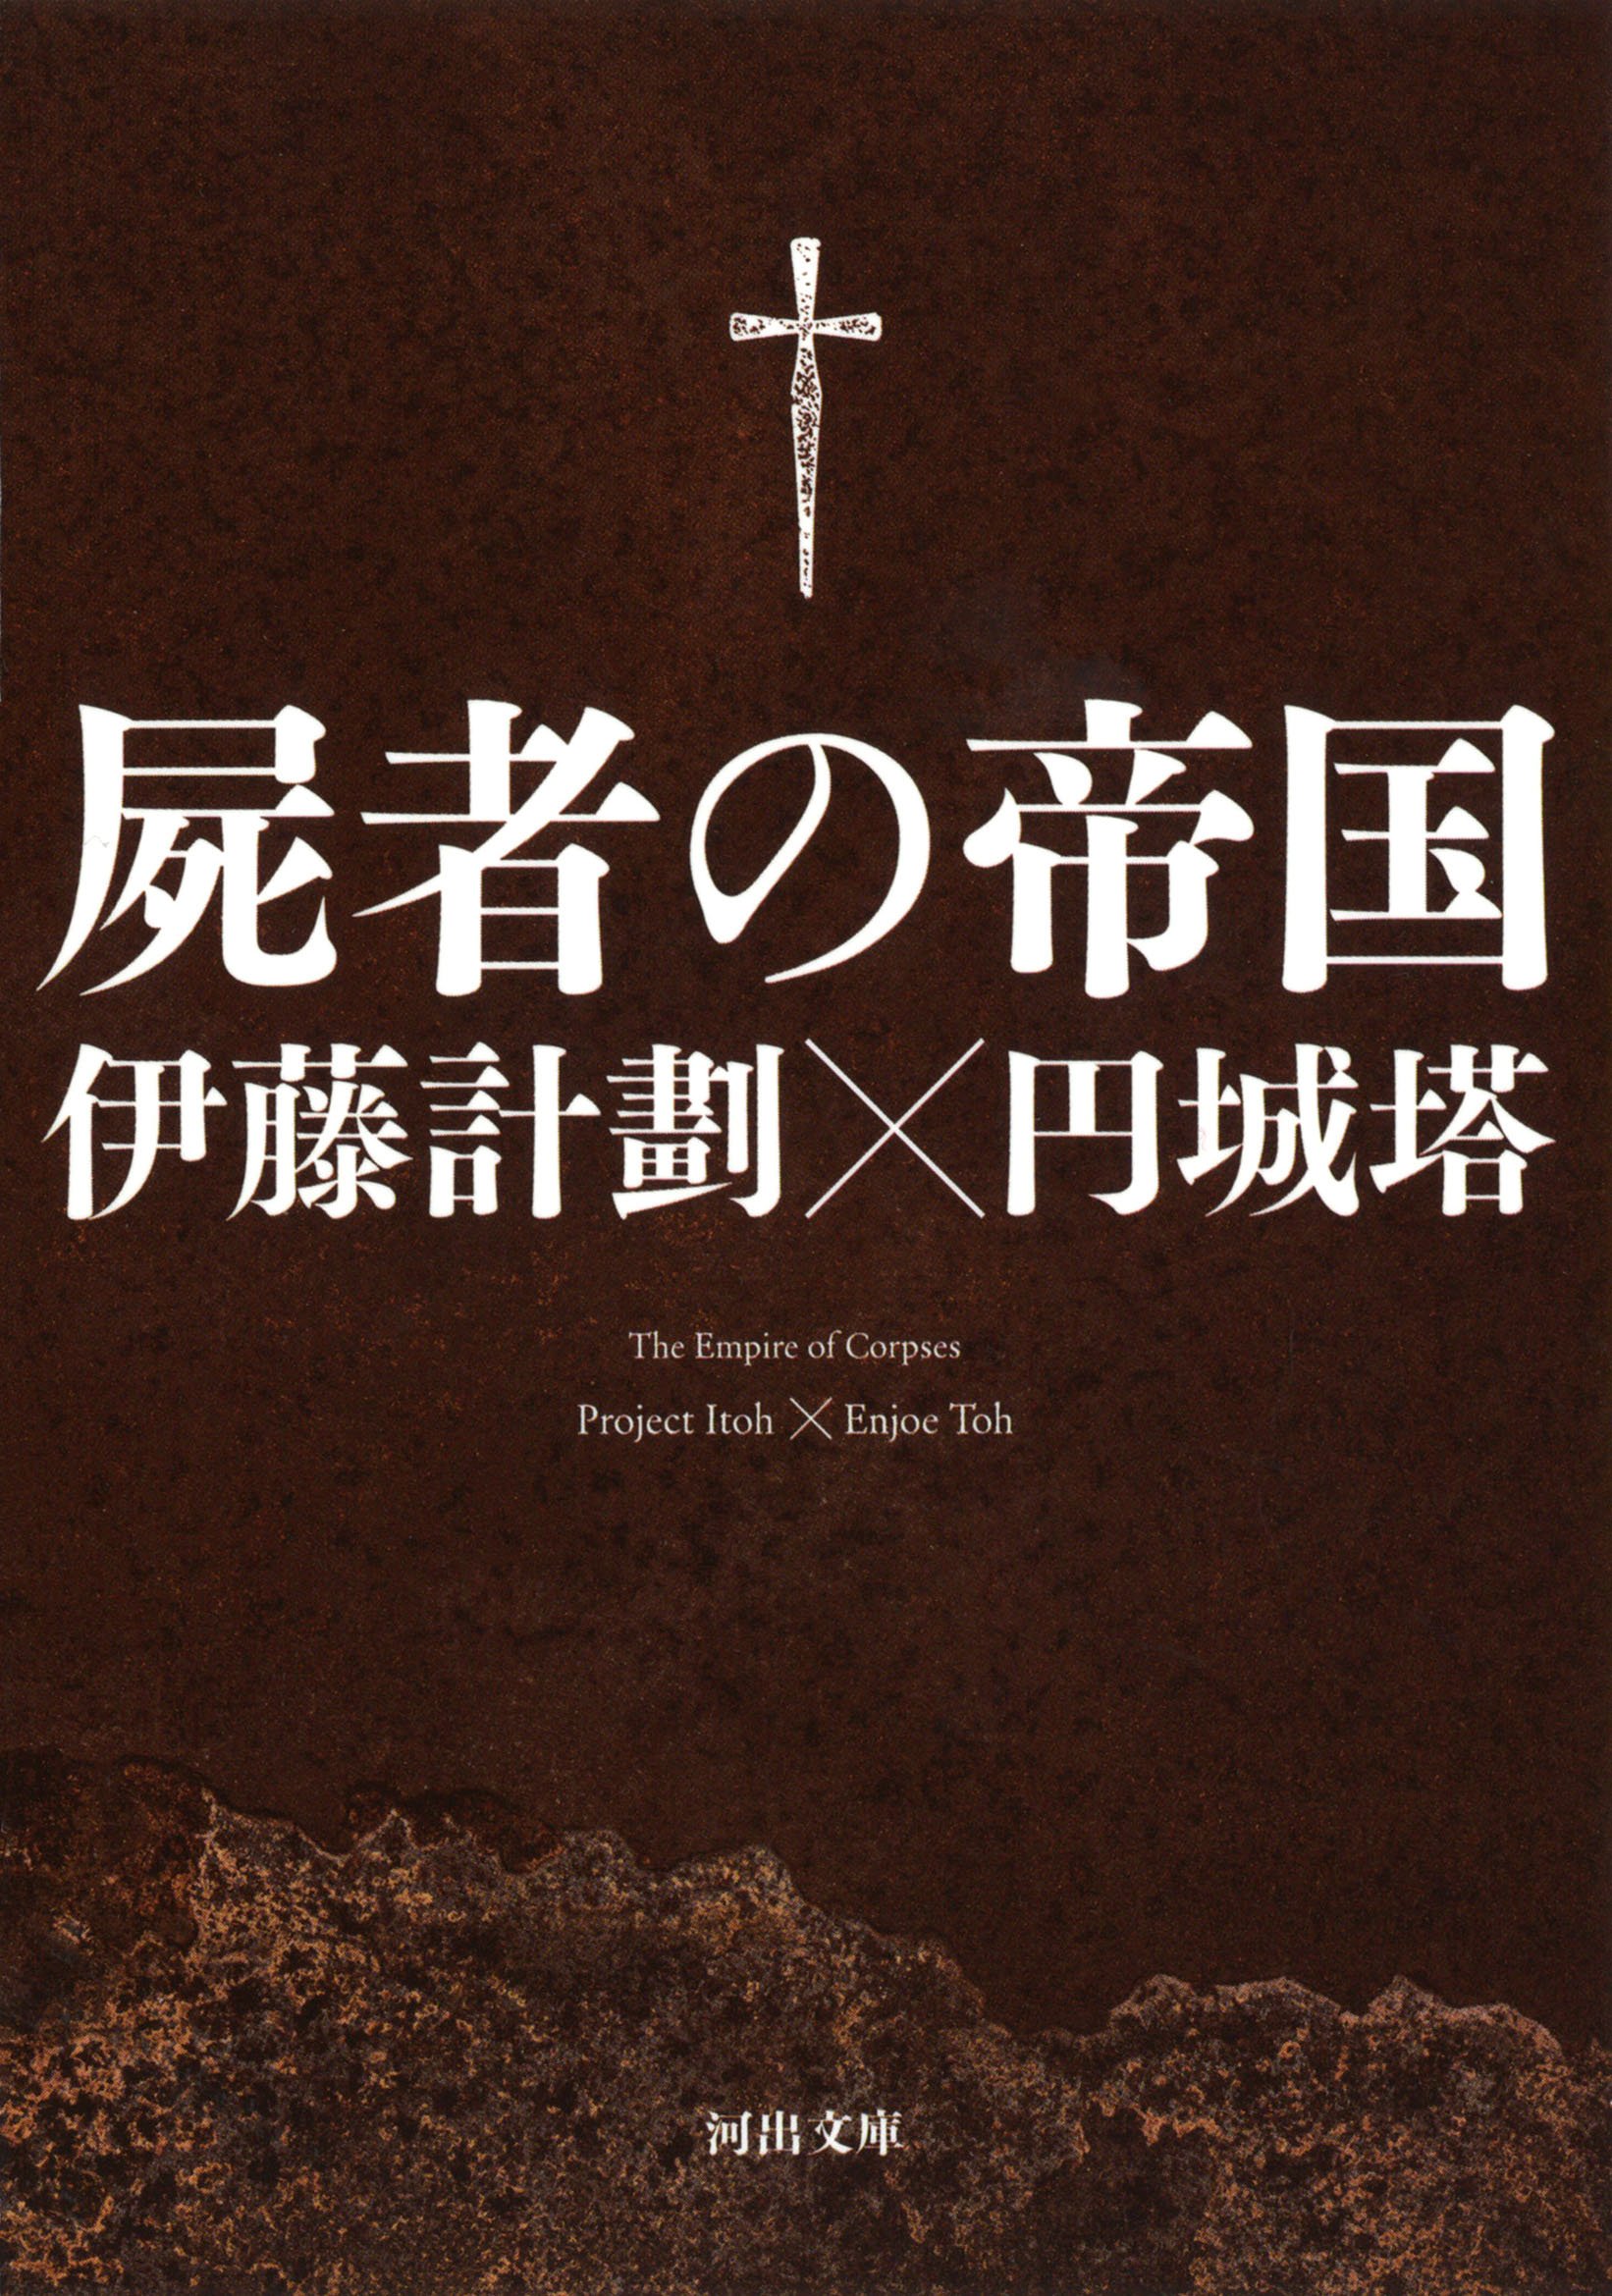 屍者の帝国
伊藤計劃×円城塔
The Empire of Corpses
Project Itoh × Enjoe Toh
河出文庫